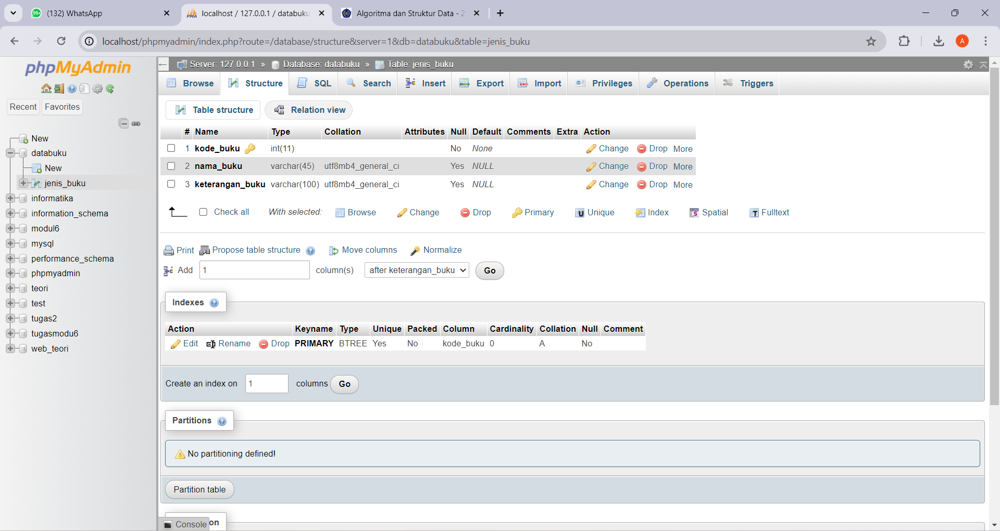 99+ (132) WhatsApp
localhost / 127.0.0.1 / databuku
Algoritma dan Struktur Data - 2
localhost/phpmyadmin/index.php?route=/database/structure&server=1&db=databuku&table=jenis_buku
A
phpMyAdmin
Recent Favorites
New
databuku
New
jenis_buku
informatika
information_schema
modul6
mysql
performance_schema
phpmyadmin
teori
test
tugas2
tugasmodu6
web_teori
Server: 127.0.0.1 » Database: databuku » Table: jenis_buku
Browse Structure SQL Search Insert Export Import Privileges Operations Triggers
Table structure Relation view
# Name Type Collation Attributes Null Default Comments Extra Action
1 kode_buku int(11) No None Change Drop More
2 nama_buku varchar(45) utf8mb4_general_ci Yes NULL Change Drop More
3 keterangan_buku varchar(100) utf8mb4_general_ci Yes NULL Change Drop More
Check all With selected: Browse Change Drop Primary Unique Index Spatial Fulltext
Print Propose table structure Move columns Normalize
Add 1 column(s) after keterangan_buku Go
Indexes
Action Keyname Type Unique Packed Column Cardinality Collation Null Comment
Edit Rename Drop PRIMARY BTREE Yes No kode_buku 0 A No
Create an index on 1 columns Go
Partitions
No partitioning defined!
Partition table
Console on